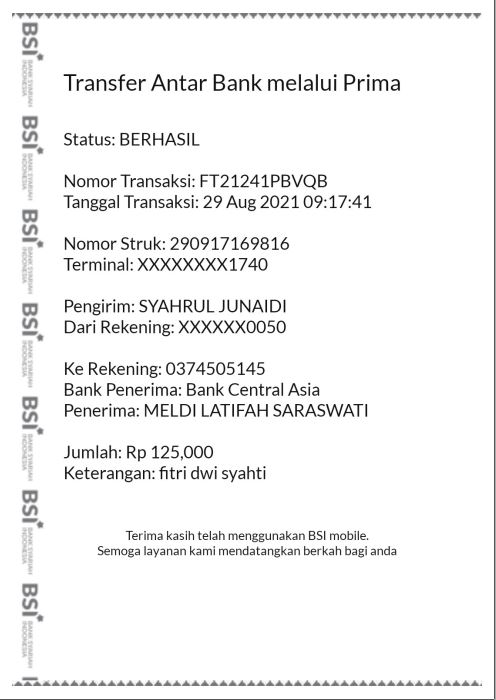 Transfer Antar Bank melalui Prima
Status: BERHASIL
Nomor Transaksi: FT21241PBVQB
Tanggal Transaksi: 29 Aug 2021 09:17:41
Nomor Struk: 290917169816
Terminal: XXXXXXXX1740
Pengirim: SYAHRUL JUNAIDI
Dari Rekening: XXXXXX0050
Ke Rekening: 0374505145
Bank Penerima: Bank Central Asia
Penerima: MELDI LATIFAH SARASWATI
Jumlah: Rp 125,000
Keterangan: fitri dwi syahti
Terima kasih telah menggunakan BSI mobile.
Semoga layanan kami mendatangkan berkah bagi anda
BSI BANK SYARIAH INDONESIA
BSI BANK SYARIAH INDONESIA
BSI BANK SYARIAH INDONESIA
BSI BANK SYARIAH INDONESIA
BSI BANK SYARIAH INDONESIA
BSI BANK SYARIAH INDONESIA
BSI BANK SYARIAH INDONESIA